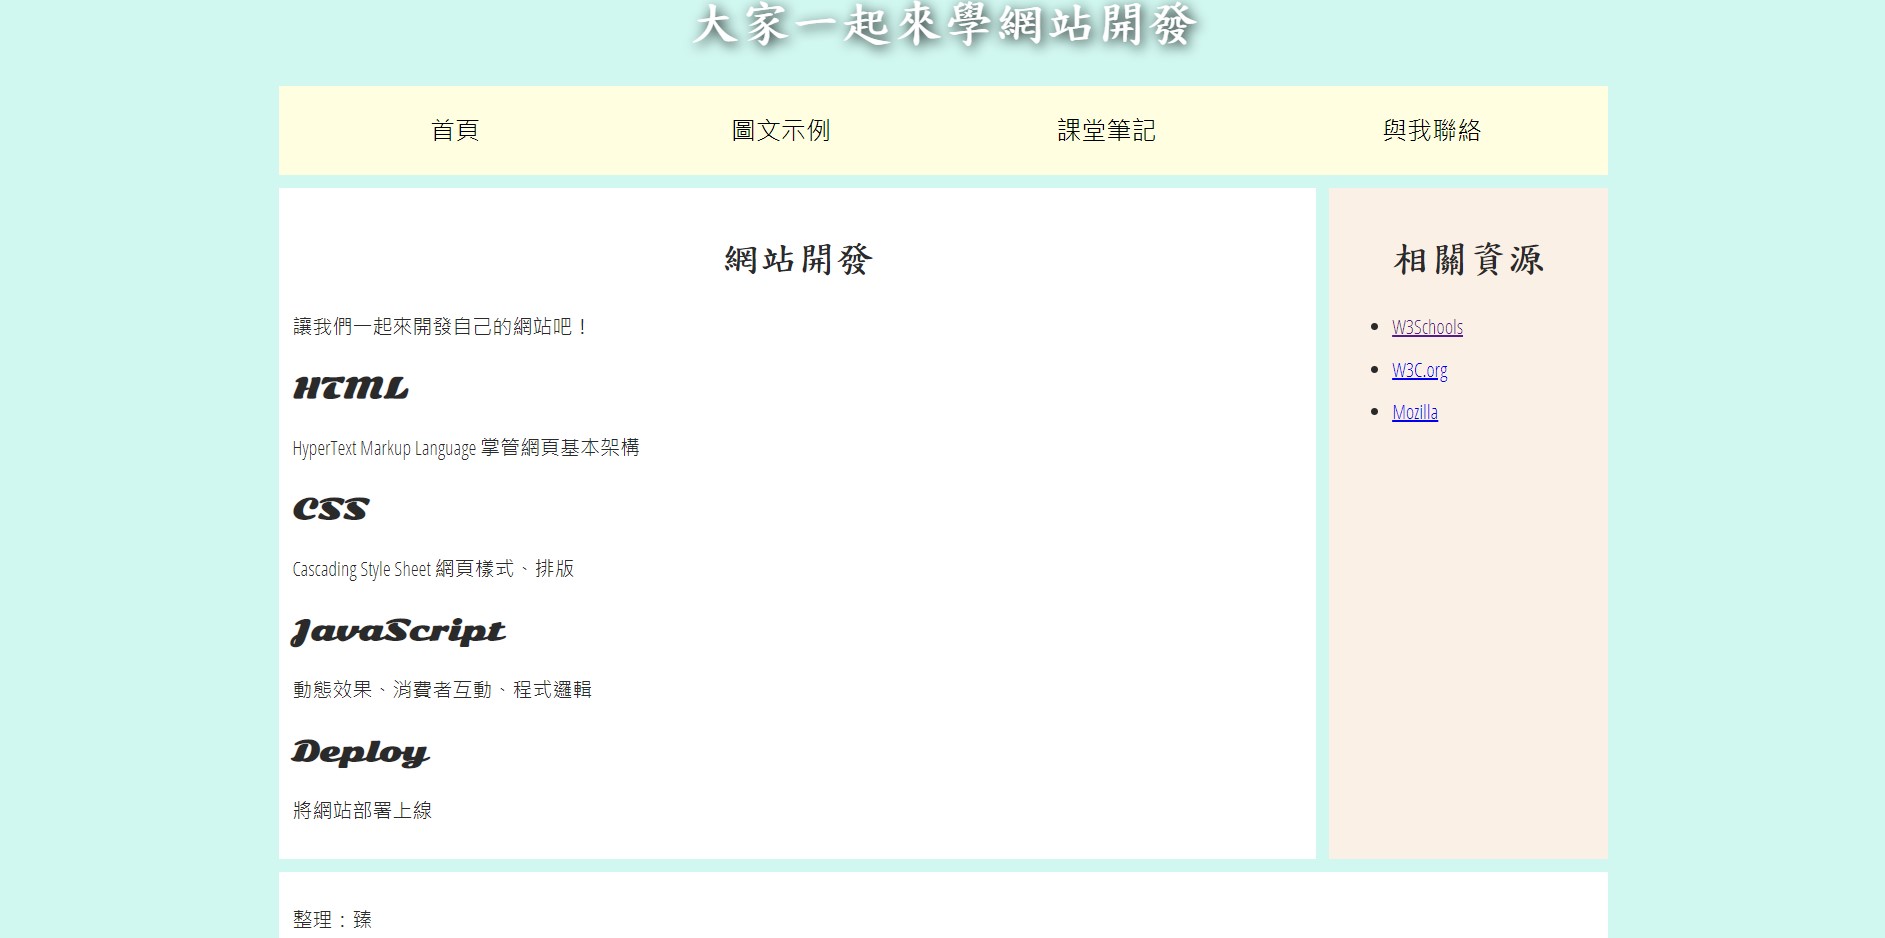 大家一起來學網站開發
首頁 圖文示例 課堂筆記 與我聯絡
網站開發
讓我們一起來開發自己的網站吧！
HTML
HyperText Markup Language 掌管網頁基本架構
CSS
Cascading Style Sheet 網頁樣式、排版
JavaScript
動態效果、消費者互動、程式邏輯
Deploy
將網站部署上線
相關資源
W3Schools
W3C.org
Mozilla
整理：臻